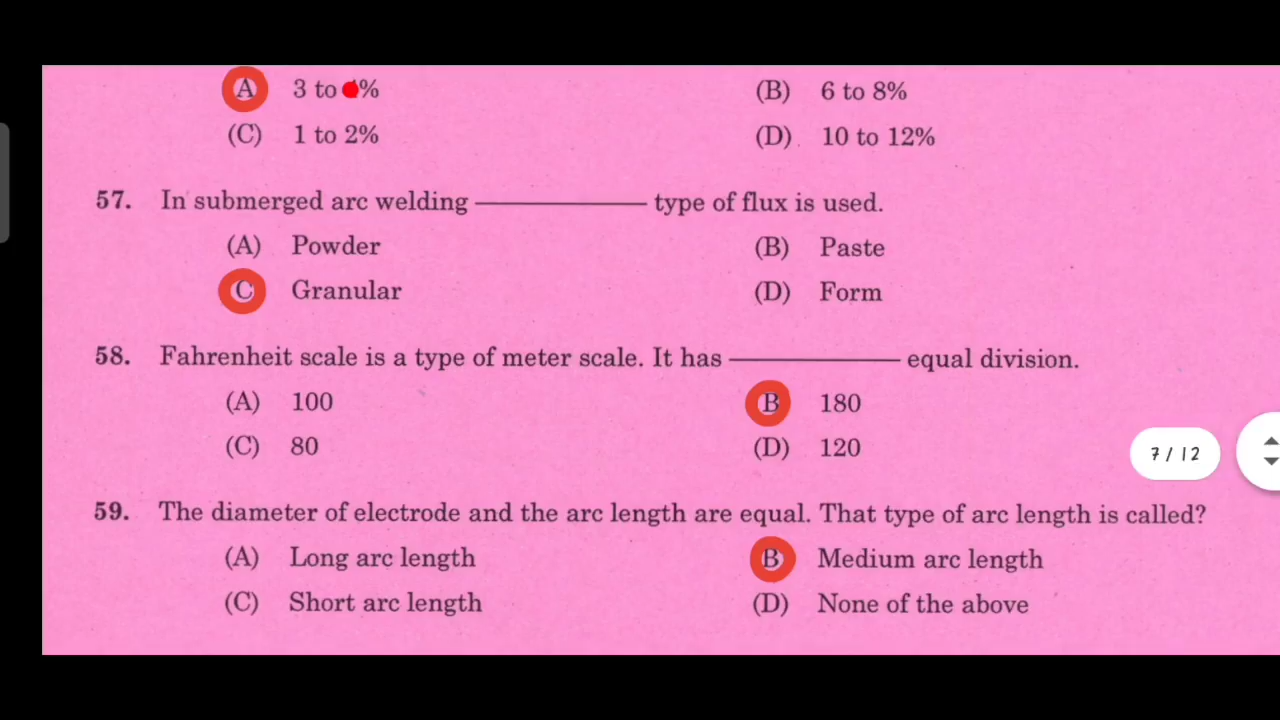 A 3 to %   (B) 6 to 8%
(C) 1 to 2%   (D) 10 to 12%
57. In submerged arc welding ———— type of flux is used.
(A) Powder   (B) Paste
C Granular   (D) Form
58. Fahrenheit scale is a type of meter scale. It has ———— equal division.
(A) 100   B 180
(C) 80   (D) 120
7 / 12
59. The diameter of electrode and the arc length are equal. That type of arc length is called?
(A) Long arc length   B Medium arc length
(C) Short arc length   (D) None of the above